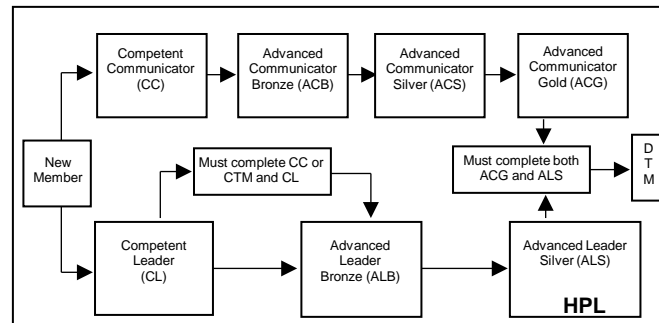 Competent
Communicator
(CC)
Advanced
Communicator
Bronze (ACB)
Advanced
Communicator
Silver (ACS)
Advanced
Communicator
Gold (ACG)
New
Member
Must complete CC or
CTM and CL
Must complete both
ACG and ALS
D
T
M
Competent
Leader
(CL)
Advanced
Leader
Bronze (ALB)
Advanced Leader
Silver (ALS)
HPL